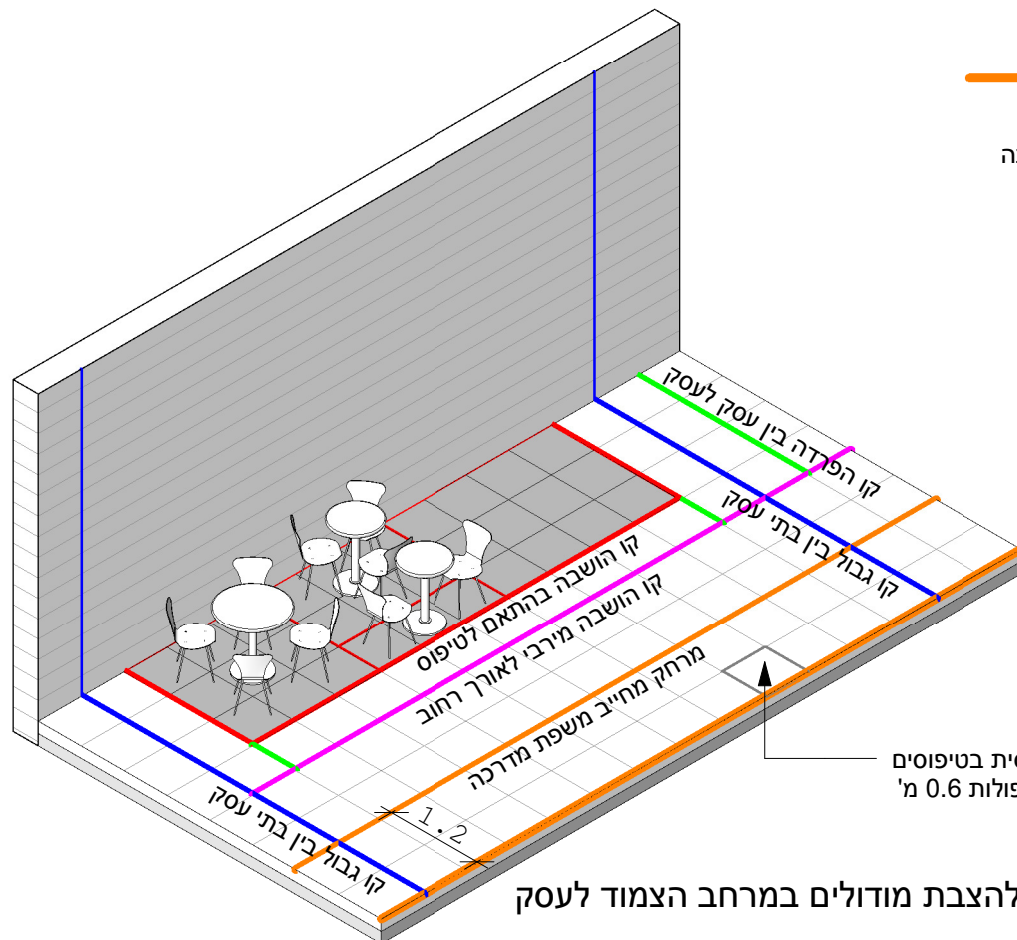 קו הפרדה בין עסק לעסק
קו גבול בין בתי עסק
קו הושבה בהתאם לטיפוס
קו הושבה מירבי לאורך רחוב
מרחק מחייב משפת מדרכה
בטיפוסים
0.6 מ'
1.2
קו גבול בין בתי עסק
להצבת מודולים במרחב הצמוד לעסק